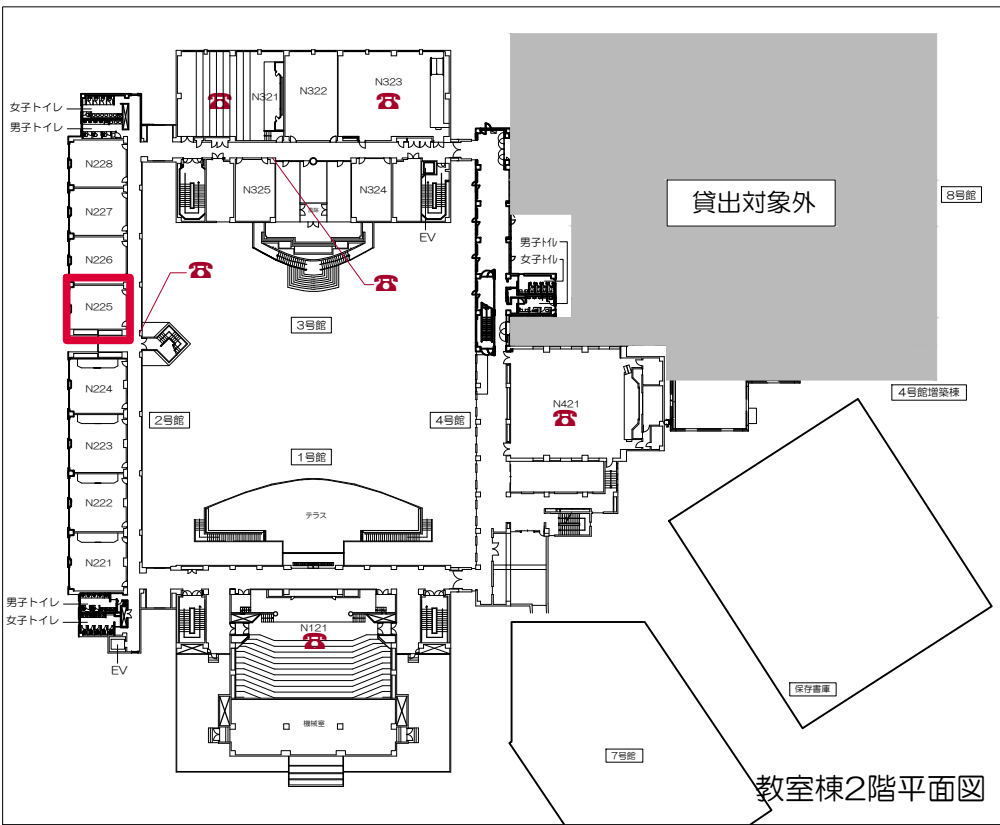 N321
N322
N323
女子トイレ
男子トイレ
N228
N227
N226
N225
N325
N324
EV
貸出対象外
8号館
男子トイレ
女子トイレ
3号館
N224
N223
N222
N221
2号館
4号館
1号館
テラス
N421
4号館増築棟
男子トイレ
女子トイレ
EV
N121
機械室
保存書庫
7号館
教室棟2階平面図